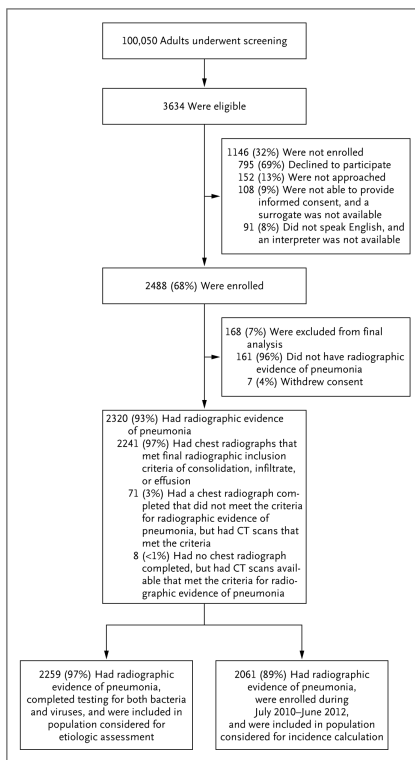 100,050 Adults underwent screening
3634 Were eligible
1146 (32%) Were not enrolled
795 (69%) Declined to participate
152 (13%) Were not approached
108 (9%) Were not able to provide
informed consent, and a
surrogate was not available
91 (8%) Did not speak English, and
an interpreter was not available
2488 (68%) Were enrolled
168 (7%) Were excluded from final
analysis
161 (96%) Did not have radiographic
evidence of pneumonia
7 (4%) Withdrew consent
2320 (93%) Had radiographic evidence
of pneumonia
2241 (97%) Had chest radiographs that
met final radiographic inclusion
criteria of consolidation, infiltrate,
or effusion
71 (3%) Had a chest radiograph com-
pleted that did not meet the criteria
for radiographic evidence of
pneumonia, but had CT scans that
met the criteria
8 (<1%) Had no chest radiograph
completed, but had CT scans avail-
able that met the criteria for radio-
graphic evidence of pneumonia
2259 (97%) Had radiographic
evidence of pneumonia,
completed testing for both bacteria
and viruses, and were included in
population considered for
etiologic assessment
2061 (89%) Had radiographic
evidence of pneumonia,
were enrolled during
July 2010–June 2012,
and were included in population
considered for incidence calculation